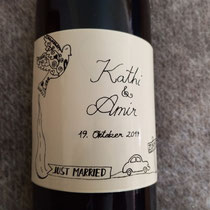 Kathi
&
Amir
19. Oktober 2019
JUST MARRIED